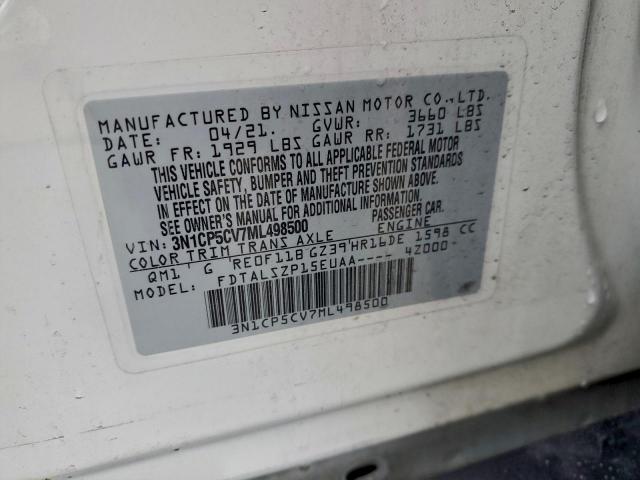 MANUFACTURED BY NISSAN MOTOR CO., LTD.
DATE: 04/21. GVWR: 3660 LBS
GAWR FR: 1929 LBS GAWR RR: 1731 LBS
THIS VEHICLE CONFORMS TO ALL APPLICABLE FEDERAL MOTOR
VEHICLE SAFETY, BUMPER AND THEFT PREVENTION STANDARDS
IN EFFECT ON THE DATE OF MANUFACTURE SHOWN ABOVE.
SEE OWNER'S MANUAL FOR ADDITIONAL INFORMATION.
VIN: 3N1CP5CV7ML498500 PASSENGER CAR
COLOR TRIM TRANS AXLE ENGINE
QM1 G RE0F11B GZ39 HR16DE 1598 CC
MODEL: FDTALSZP15EUAA---- 4Z000-
3N1CP5CV7ML498500